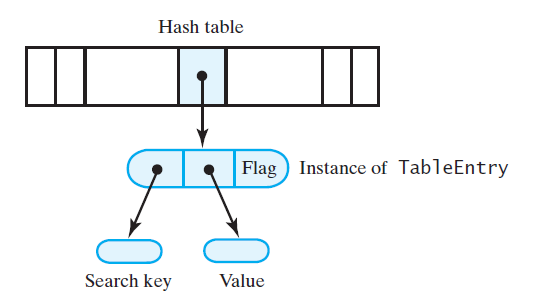 Hash table
Flag
Instance of TableEntry
Search key
Value